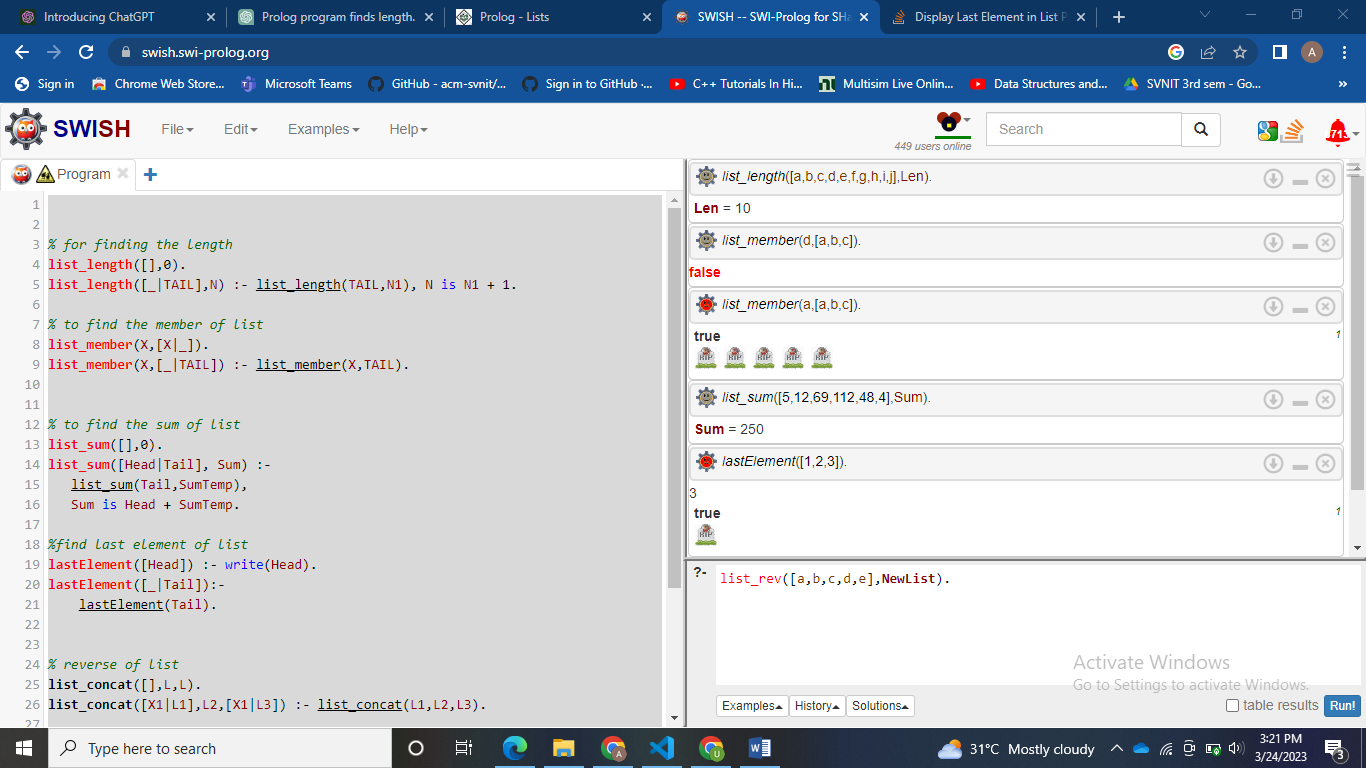 Introducing ChatGPT
Prolog program finds length.
Prolog - Lists
SWISH -- SWI-Prolog for SHa
Display Last Element in List P
swish.swi-prolog.org
A
Sign in
Chrome Web Store...
Microsoft Teams
GitHub - acm-svnit/...
Sign in to GitHub ·...
C++ Tutorials In Hi...
Multisim Live Onlin...
Data Structures and...
SVNIT 3rd sem - Go...
»
SWISH
File
Edit
Examples
Help
449 users online
Search
Program
1
2
3 % for finding the length
4 list_length([],0).
5 list_length([_|TAIL],N) :- list_length(TAIL,N1), N is N1 + 1.
6
7 % to find the member of list
8 list_member(X,[X|_]).
9 list_member(X,[_|TAIL]) :- list_member(X,TAIL).
10
11
12 % to find the sum of list
13 list_sum([],0).
14 list_sum([Head|Tail], Sum) :-
15 list_sum(Tail,SumTemp),
16 Sum is Head + SumTemp.
17
18 %find last element of list
19 lastElement([Head]) :- write(Head).
20 lastElement([_|Tail]):-
21 lastElement(Tail).
22
23
24 % reverse of list
25 list_concat([],L,L).
26 list_concat([X1|L1],L2,[X1|L3]) :- list_concat(L1,L2,L3).
27
list_length([a,b,c,d,e,f,g,h,i,j],Len).
Len = 10
list_member(d,[a,b,c]).
false
list_member(a,[a,b,c]).
true 1
RIP RIP RIP RIP RIP
list_sum([5,12,69,112,48,4],Sum).
Sum = 250
lastElement([1,2,3]).
3
true 1
RIP
?- list_rev([a,b,c,d,e],NewList).
Activate Windows
Go to Settings to activate Windows.
Examples
History
Solutions
table results
Run!
Type here to search
A
U
W
31°C Mostly cloudy
3:21 PM
3/24/2023
3